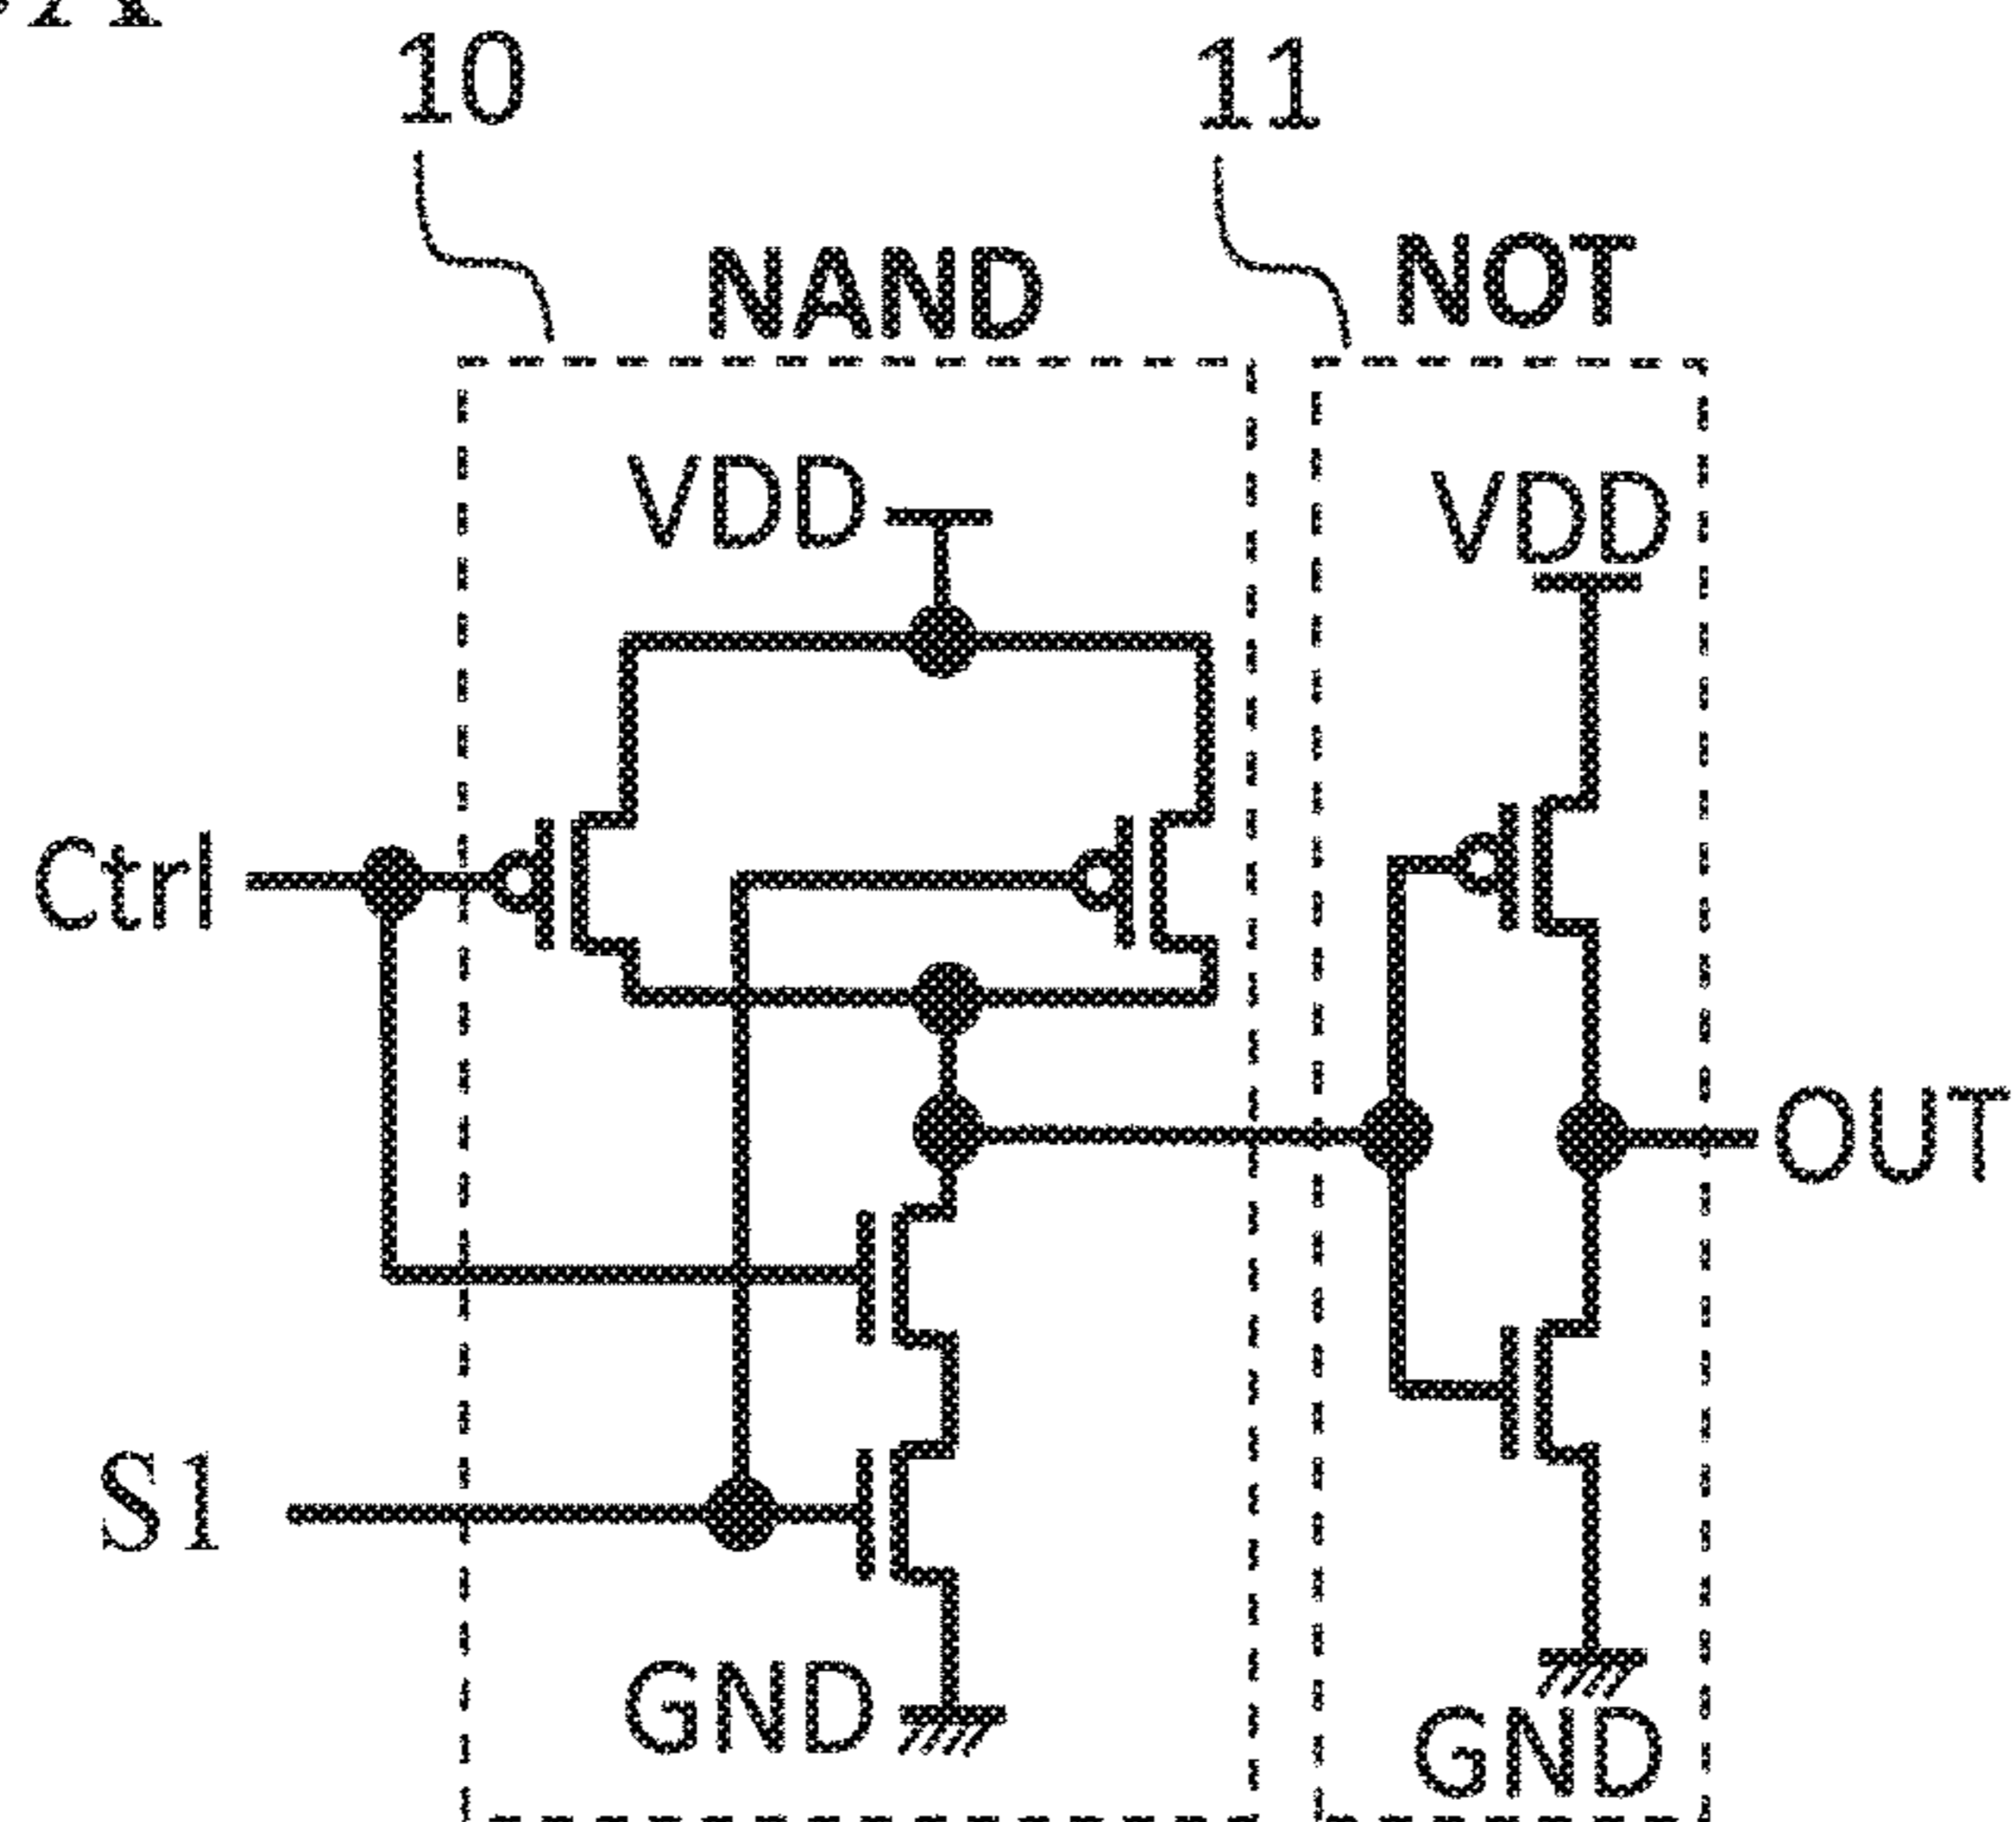 10 11
NAND NOT
VDD VDD
Ctrl
OUT
S1
GND GND